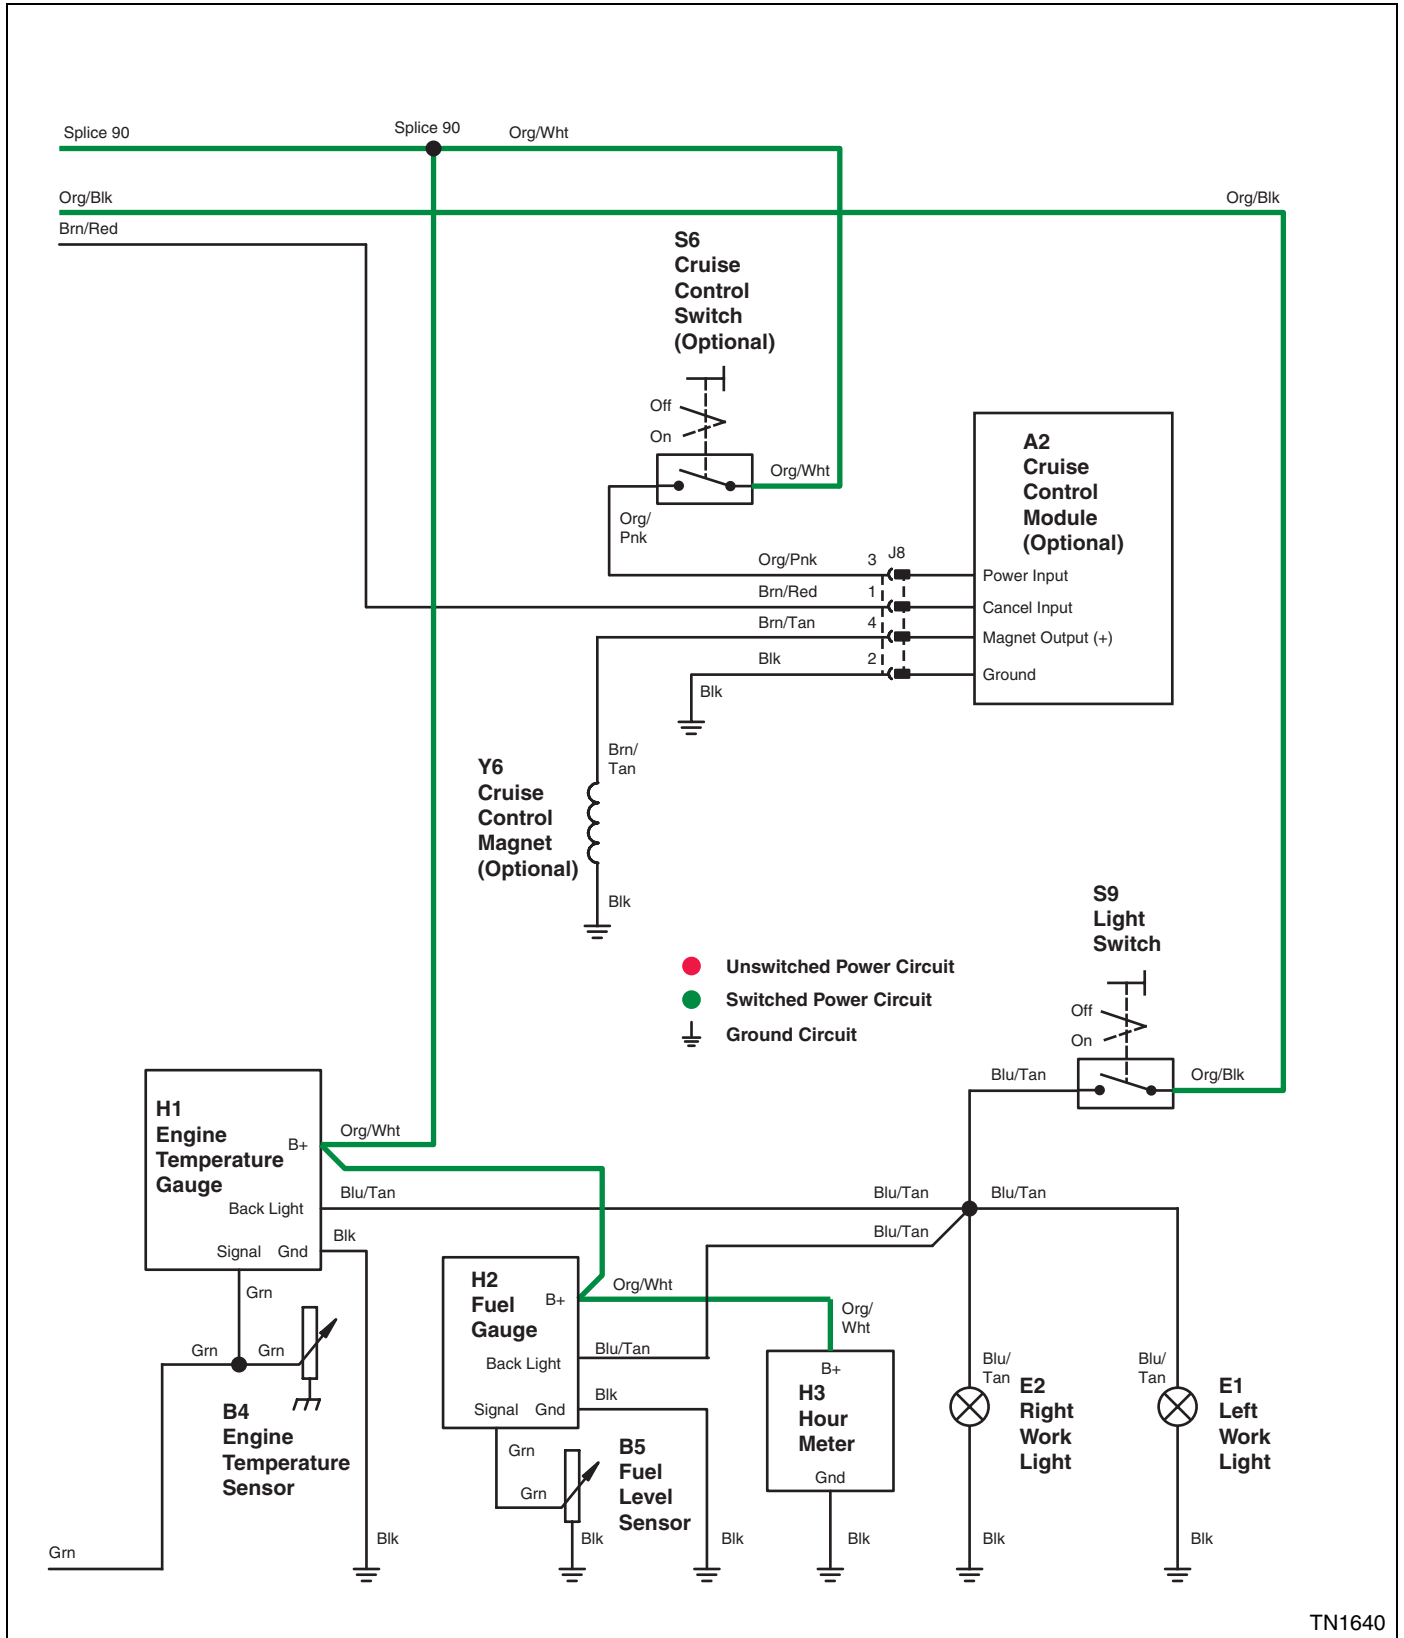 Splice 90
Splice 90
Org/Wht
Org/Blk
Org/Blk
Brn/Red
S6
Cruise
Control
Switch
(Optional)
Off
On
Org/Wht
Org/
Pnk
A2
Cruise
Control
Module
(Optional)
Org/Pnk
3
J8
Power Input
Brn/Red
1
Cancel Input
Brn/Tan
4
Magnet Output (+)
Blk
2
Ground
Blk
Brn/
Tan
Y6
Cruise
Control
Magnet
(Optional)
Blk
S9
Light
Switch
Unswitched Power Circuit
Switched Power Circuit
Ground Circuit
Off
On
Blu/Tan
Org/Blk
H1
Engine
Temperature
Gauge
B+
Org/Wht
Back Light
Blu/Tan
Blu/Tan
Blu/Tan
Blu/Tan
Signal
Gnd
Blk
Grn
Grn
Grn
H2
Fuel
Gauge
B+
Org/Wht
Org/
Wht
Back Light
Blu/Tan
Signal
Gnd
Blk
Grn
Grn
B4
Engine
Temperature
Sensor
B5
Fuel
Level
Sensor
B+
H3
Hour
Meter
Gnd
Blu/
Tan
E2
Right
Work
Light
Blu/
Tan
E1
Left
Work
Light
Grn
Blk
Blk
Blk
Blk
Blk
Blk
TN1640